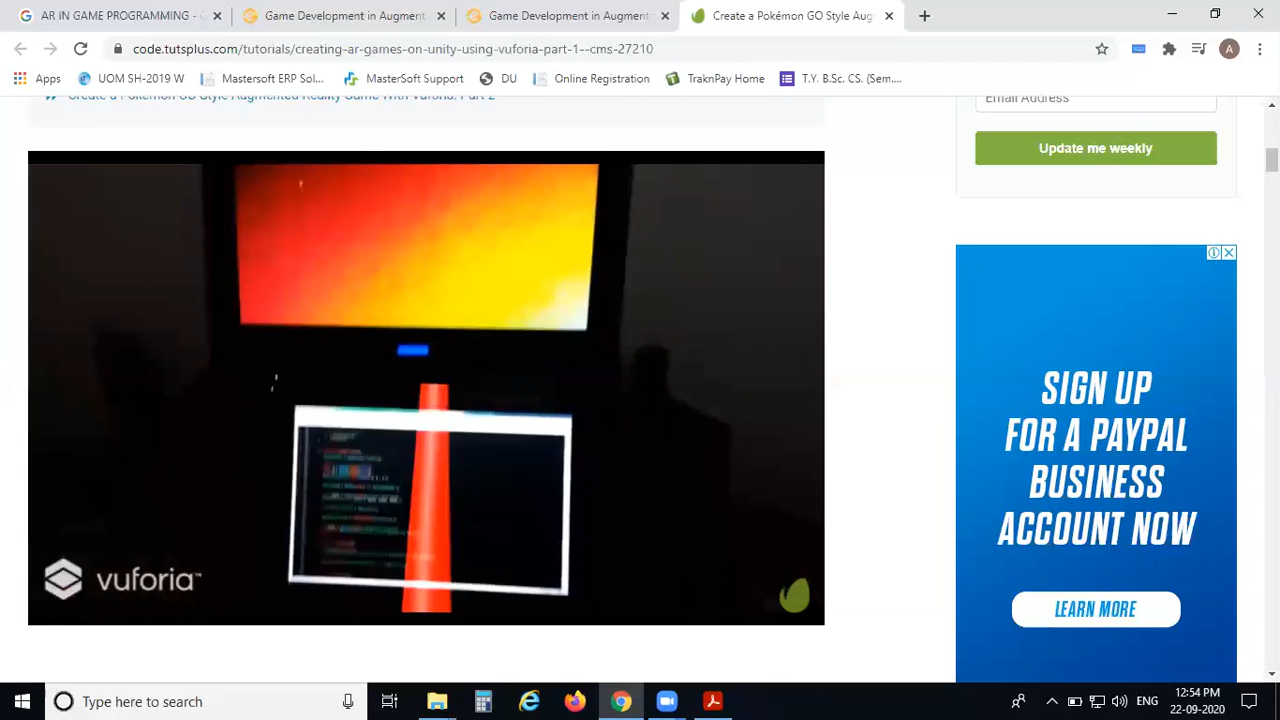 AR IN GAME PROGRAMMING - G
Game Development in Augment
Game Development in Augment
Create a Pokémon GO Style Aug
code.tutsplus.com/tutorials/creating-ar-games-on-unity-using-vuforia-part-1--cms-27210
A
Apps
UOM SH-2019 W
Mastersoft ERP Sol...
MasterSoft Support
DU
Online Registration
TraknPay Home
T.Y. B.Sc. CS. (Sem....
Create a Pokémon GO Style Augmented Reality Game With Vuforia: Part 2
Email Address
Update me weekly
SIGN UP
FOR A PAYPAL
BUSINESS
ACCOUNT NOW
LEARN MORE
vuforia™
Type here to search
ENG
12:54 PM
22-09-2020